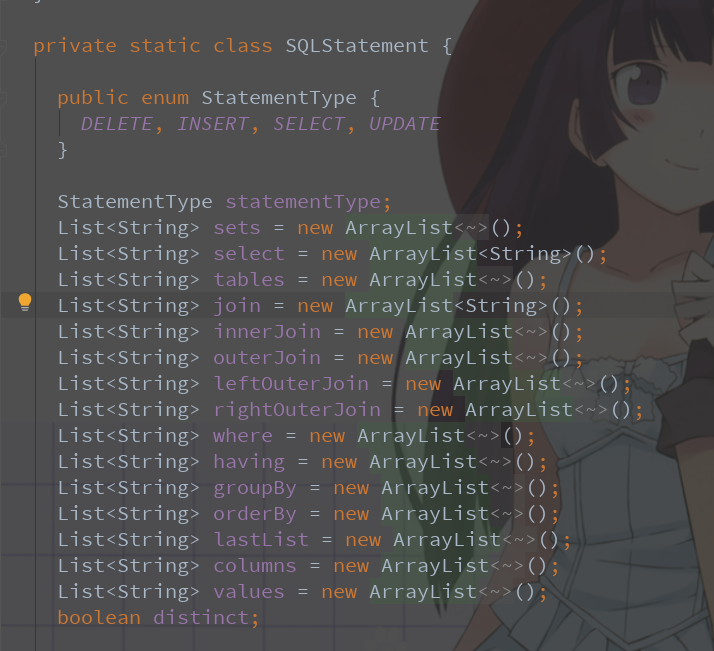 }
private static class SQLStatement {
public enum StatementType {
DELETE, INSERT, SELECT, UPDATE
}
StatementType statementType;
List<String> sets = new ArrayList<~>();
List<String> select = new ArrayList<String>();
List<String> tables = new ArrayList<~>();
List<String> join = new ArrayList<String>();
List<String> innerJoin = new ArrayList<~>();
List<String> outerJoin = new ArrayList<~>();
List<String> leftOuterJoin = new ArrayList<~>();
List<String> rightOuterJoin = new ArrayList<~>();
List<String> where = new ArrayList<~>();
List<String> having = new ArrayList<~>();
List<String> groupBy = new ArrayList<~>();
List<String> orderBy = new ArrayList<~>();
List<String> lastList = new ArrayList<~>();
List<String> columns = new ArrayList<~>();
List<String> values = new ArrayList<~>();
boolean distinct;